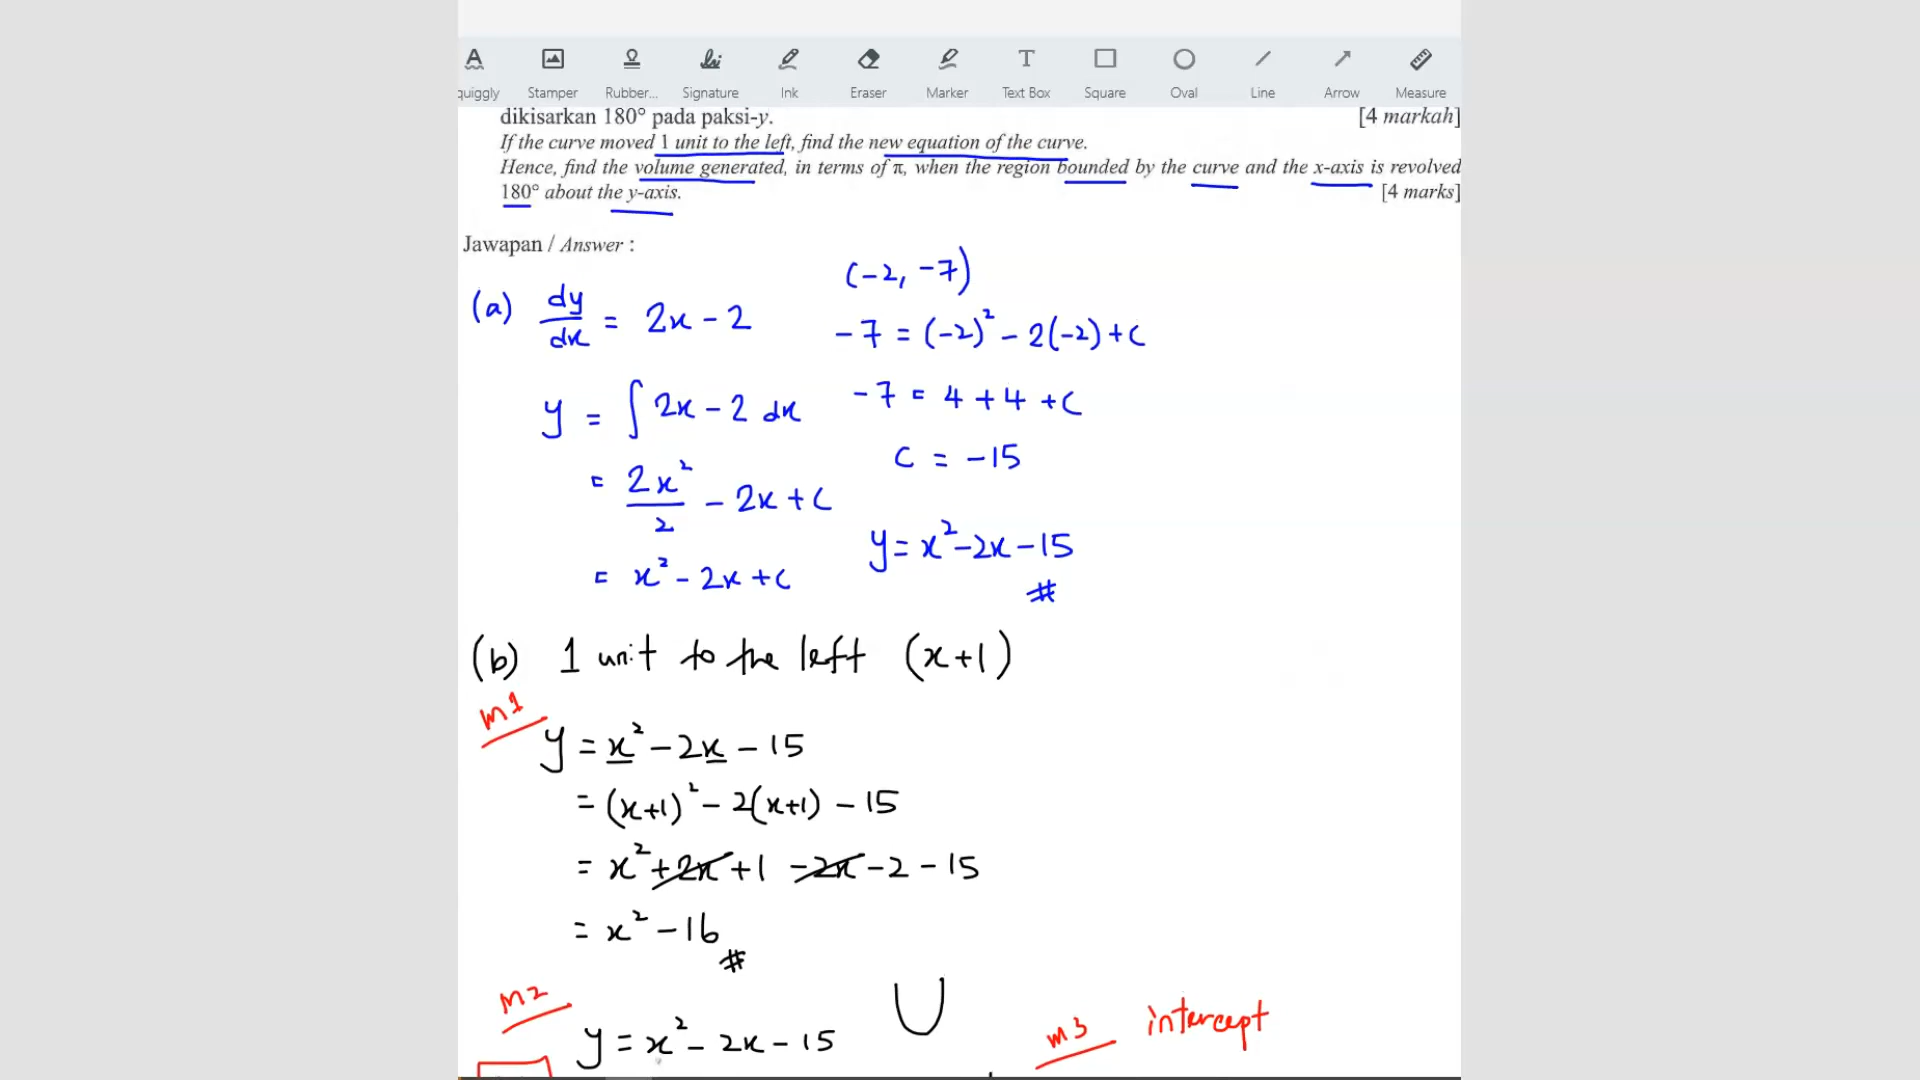 quiggly Stamper Rubber... Signature Ink Eraser Marker Text Box Square Oval Line Arrow Measure
dikisarkan 180° pada paksi-y. [4 markah]
If the curve moved 1 unit to the left, find the new equation of the curve.
Hence, find the volume generated, in terms of π, when the region bounded by the curve and the x-axis is revolved
180° about the y-axis. [4 marks]
Jawapan / Answer :
(a) dy/dx = 2x - 2
y = ∫ 2x - 2 dx
= 2x²/2 - 2x + c
= x² - 2x + c
(-2, -7)
-7 = (-2)² - 2(-2) + c
-7 = 4 + 4 + c
c = -15
y = x² - 2x - 15
#
(b) 1 unit to the left (x+1)
m1
y = x² - 2x - 15
= (x+1)² - 2(x+1) - 15
= x² + 2x + 1 - 2x - 2 - 15
= x² - 16
#
m2
y = x² - 2x - 15
m3 intercept